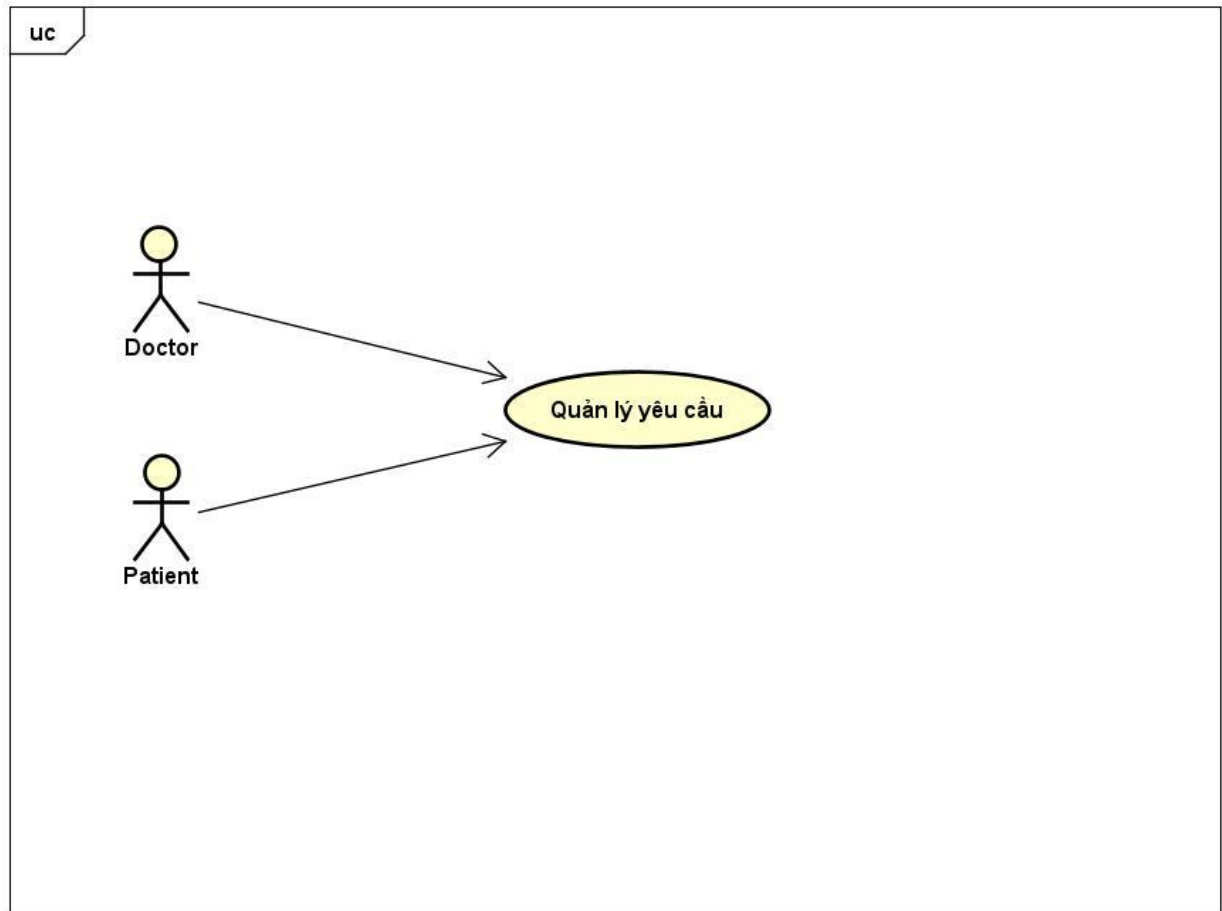 uc
Doctor
Quản lý yêu cầu
Patient